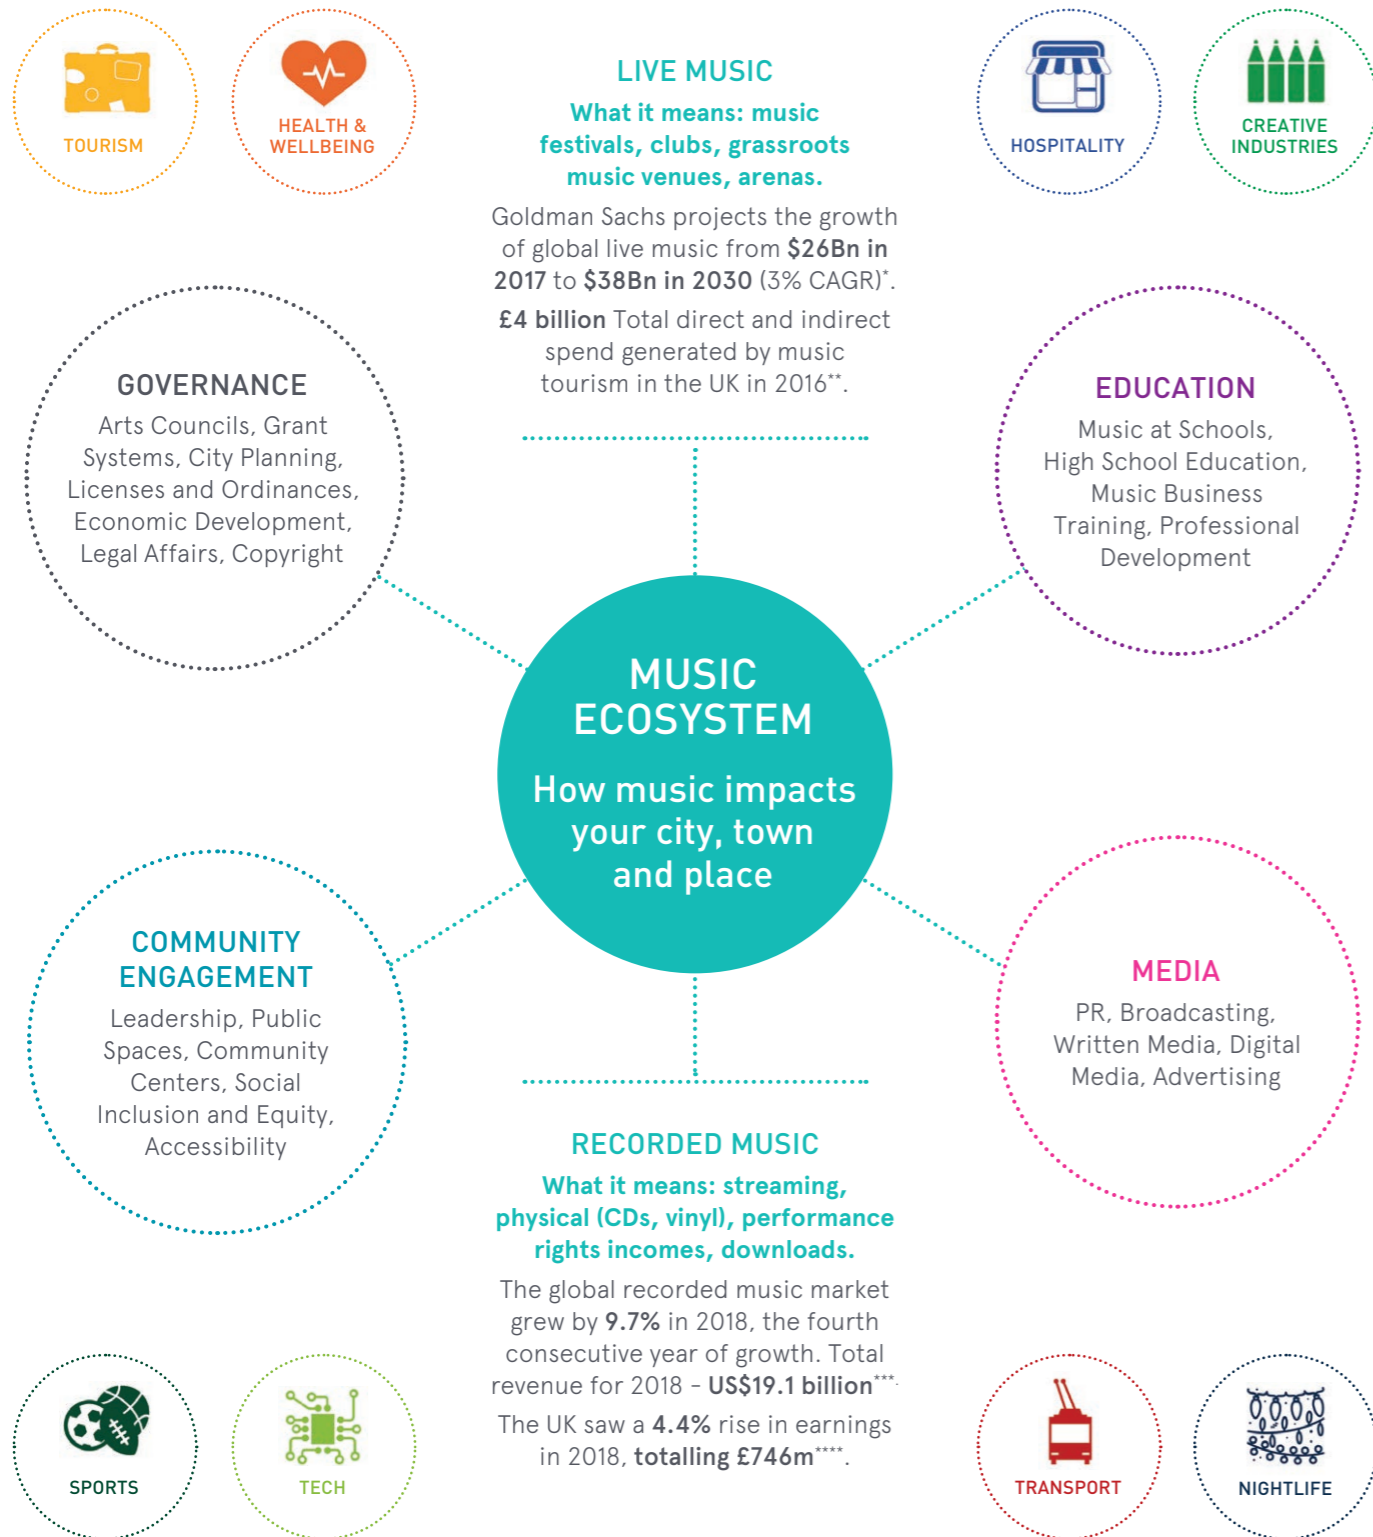 TOURISM
HEALTH &
WELLBEING
LIVE MUSIC
What it means: music
festivals, clubs, grassroots
music venues, arenas.
Goldman Sachs projects the growth
of global live music from $26Bn in
2017 to $38Bn in 2030 (3% CAGR)*.
£4 billion Total direct and indirect
spend generated by music
tourism in the UK in 2016**.
HOSPITALITY
CREATIVE
INDUSTRIES
GOVERNANCE
Arts Councils, Grant
Systems, City Planning,
Licenses and Ordinances,
Economic Development,
Legal Affairs, Copyright
EDUCATION
Music at Schools,
High School Education,
Music Business
Training, Professional
Development
MUSIC
ECOSYSTEM
How music impacts
your city, town
and place
COMMUNITY
ENGAGEMENT
Leadership, Public
Spaces, Community
Centers, Social
Inclusion and Equity,
Accessibility
MEDIA
PR, Broadcasting,
Written Media, Digital
Media, Advertising
RECORDED MUSIC
What it means: streaming,
physical (CDs, vinyl), performance
rights incomes, downloads.
The global recorded music market
grew by 9.7% in 2018, the fourth
consecutive year of growth. Total
revenue for 2018 - US$19.1 billion***.
The UK saw a 4.4% rise in earnings
in 2018, totalling £746m****.
SPORTS
TECH
TRANSPORT
NIGHTLIFE